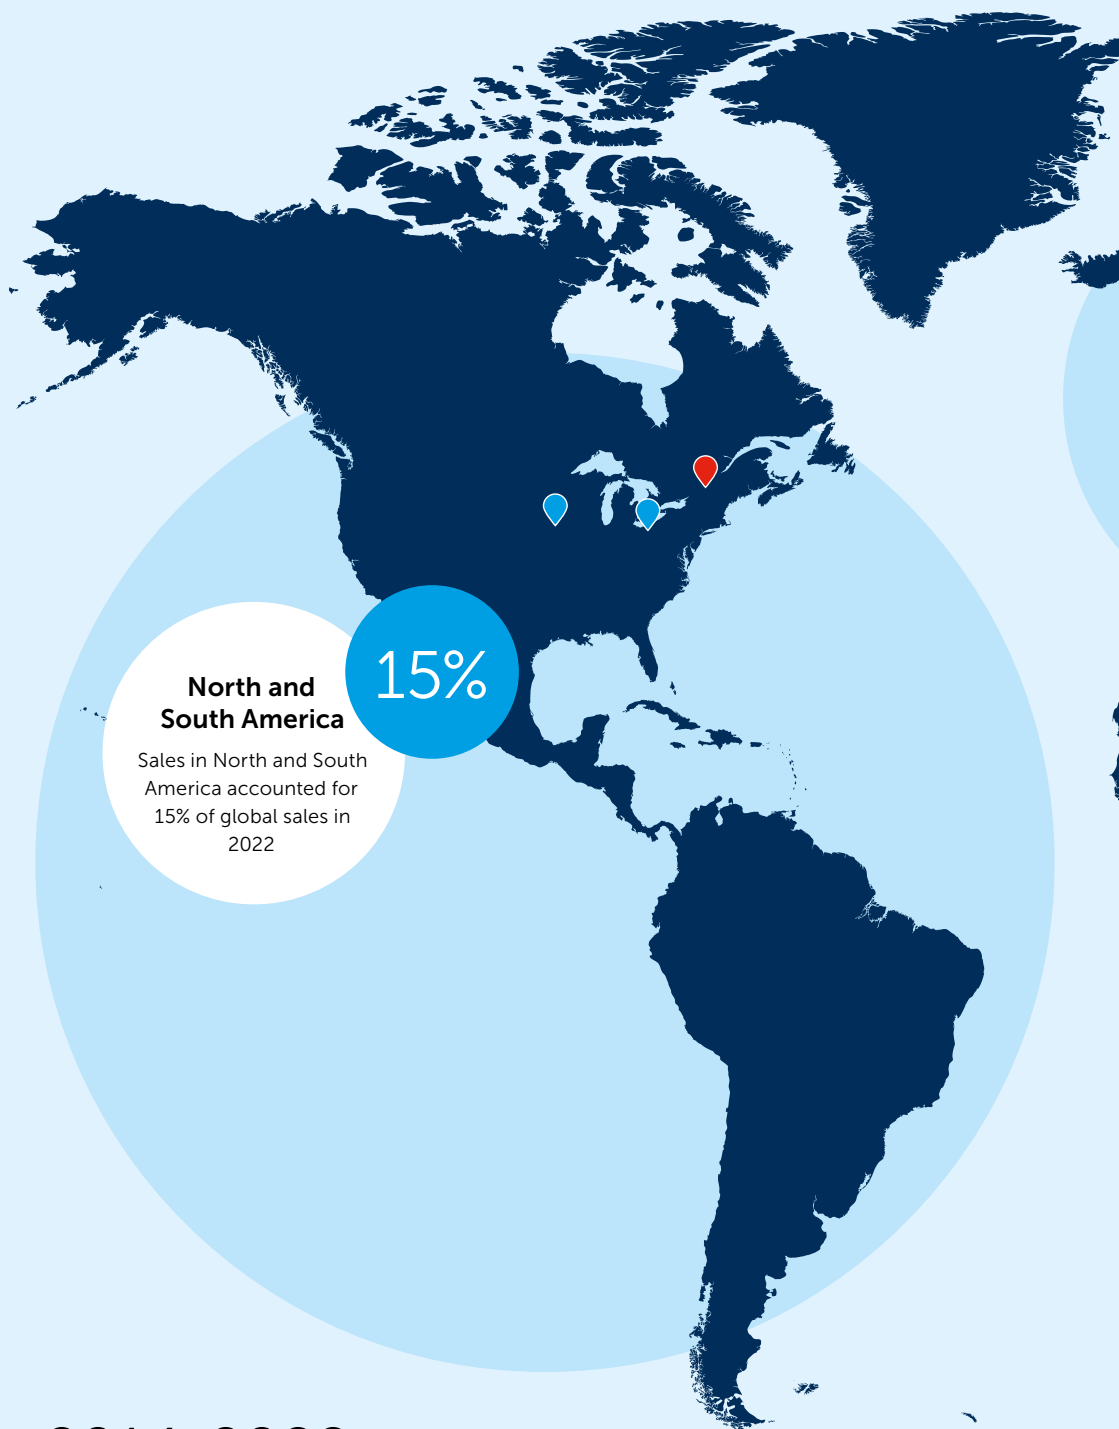 North and
South America
15%
Sales in North and South
America accounted for
15% of global sales in
2022